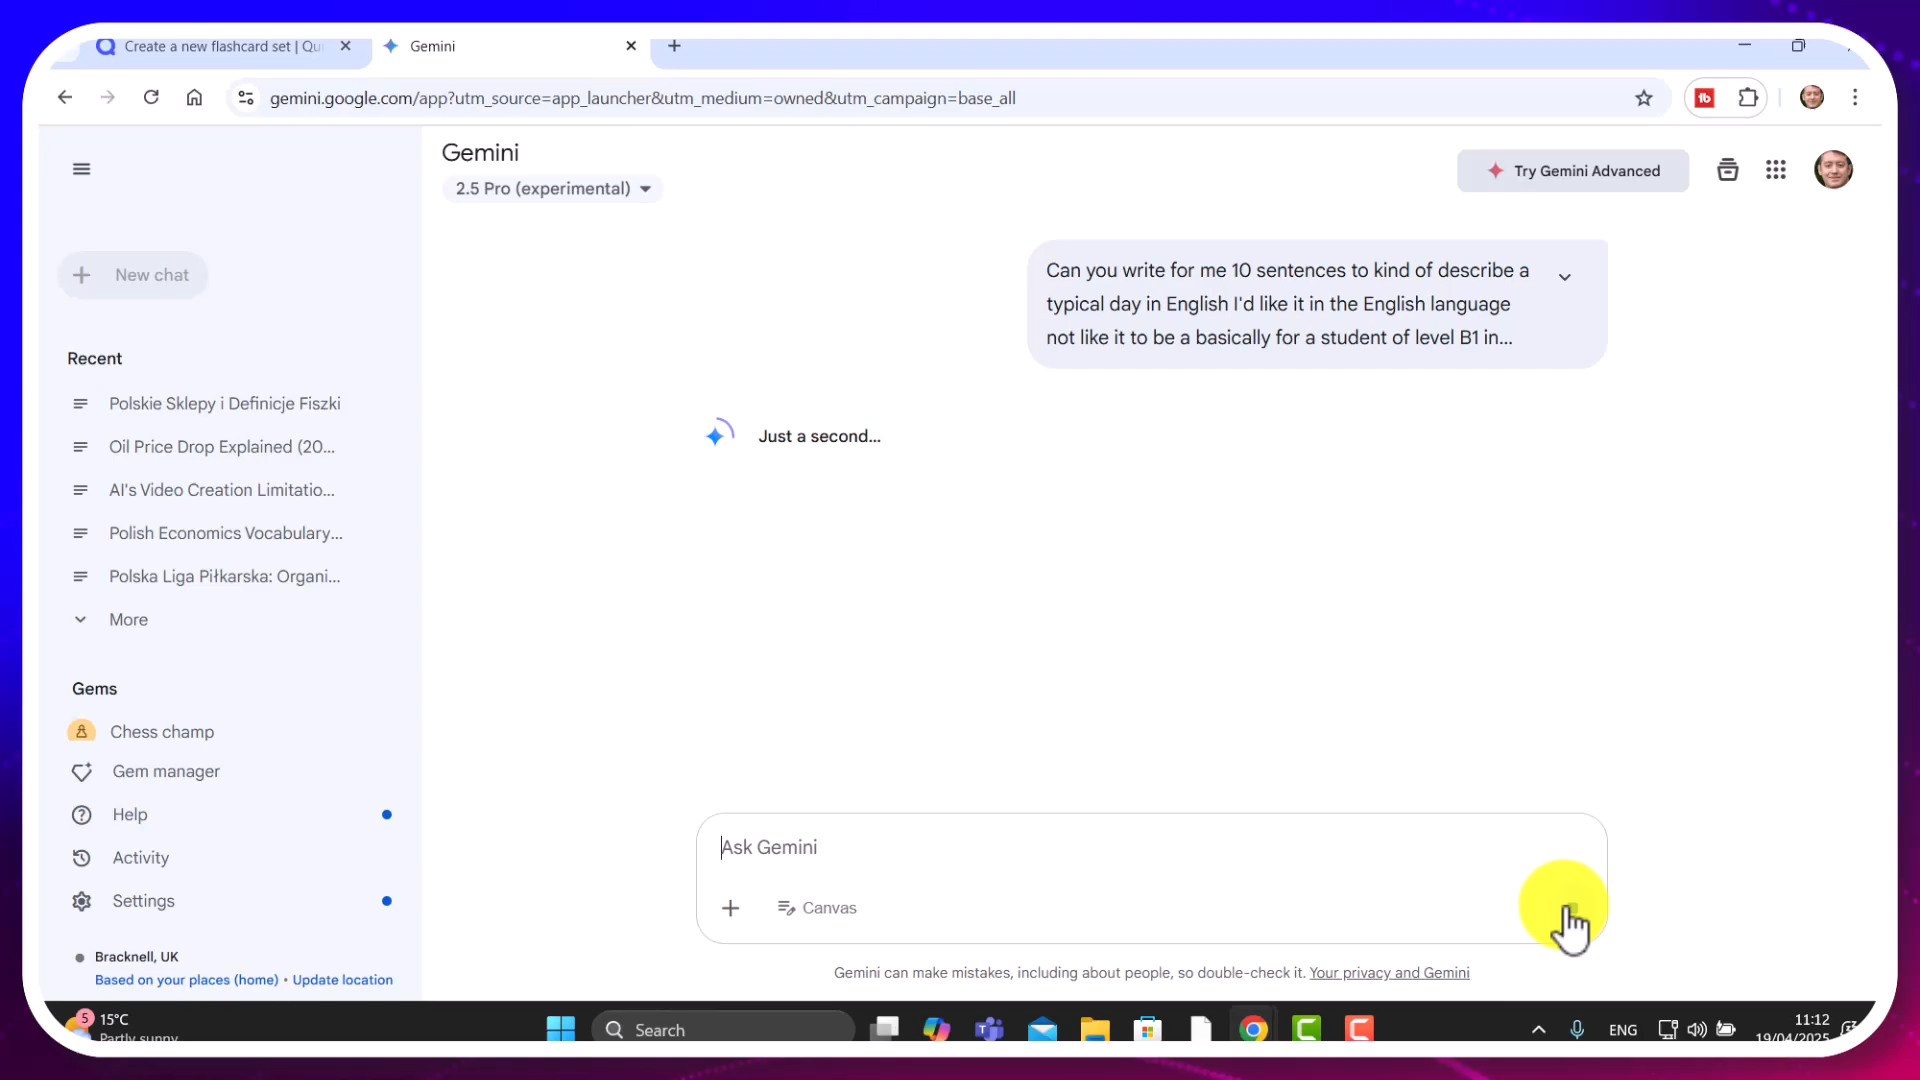 Create a new flashcard set | Qu
Gemini
gemini.google.com/app?utm_source=app_launcher&utm_medium=owned&utm_campaign=base_all
Gemini
2.5 Pro (experimental)
Try Gemini Advanced
New chat
Can you write for me 10 sentences to kind of describe a
typical day in English I'd like it in the English language
not like it to be a basically for a student of level B1 in...
Recent
Polskie Sklepy i Definicje Fiszki
Oil Price Drop Explained (20...
AI's Video Creation Limitatio...
Polish Economics Vocabulary...
Polska Liga Piłkarska: Organi...
More
Just a second...
Gems
Chess champ
Gem manager
Help
Activity
Settings
Bracknell, UK
Based on your places (home) • Update location
Ask Gemini
Canvas
Gemini can make mistakes, including about people, so double-check it. Your privacy and Gemini
5
15°C
Partly sunny
Search
ENG
11:12
19/04/2025